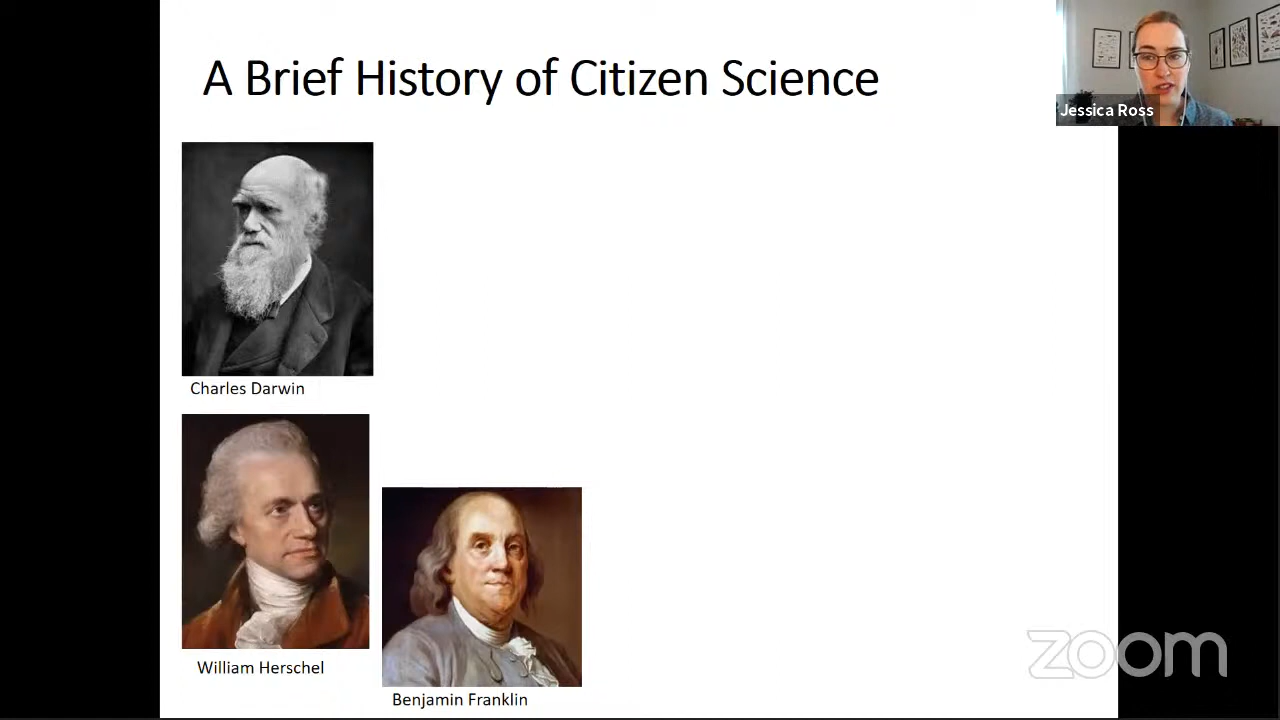 A Brief History of Citizen Science
Jessica Ross
Charles Darwin
William Herschel
Benjamin Franklin
zoom